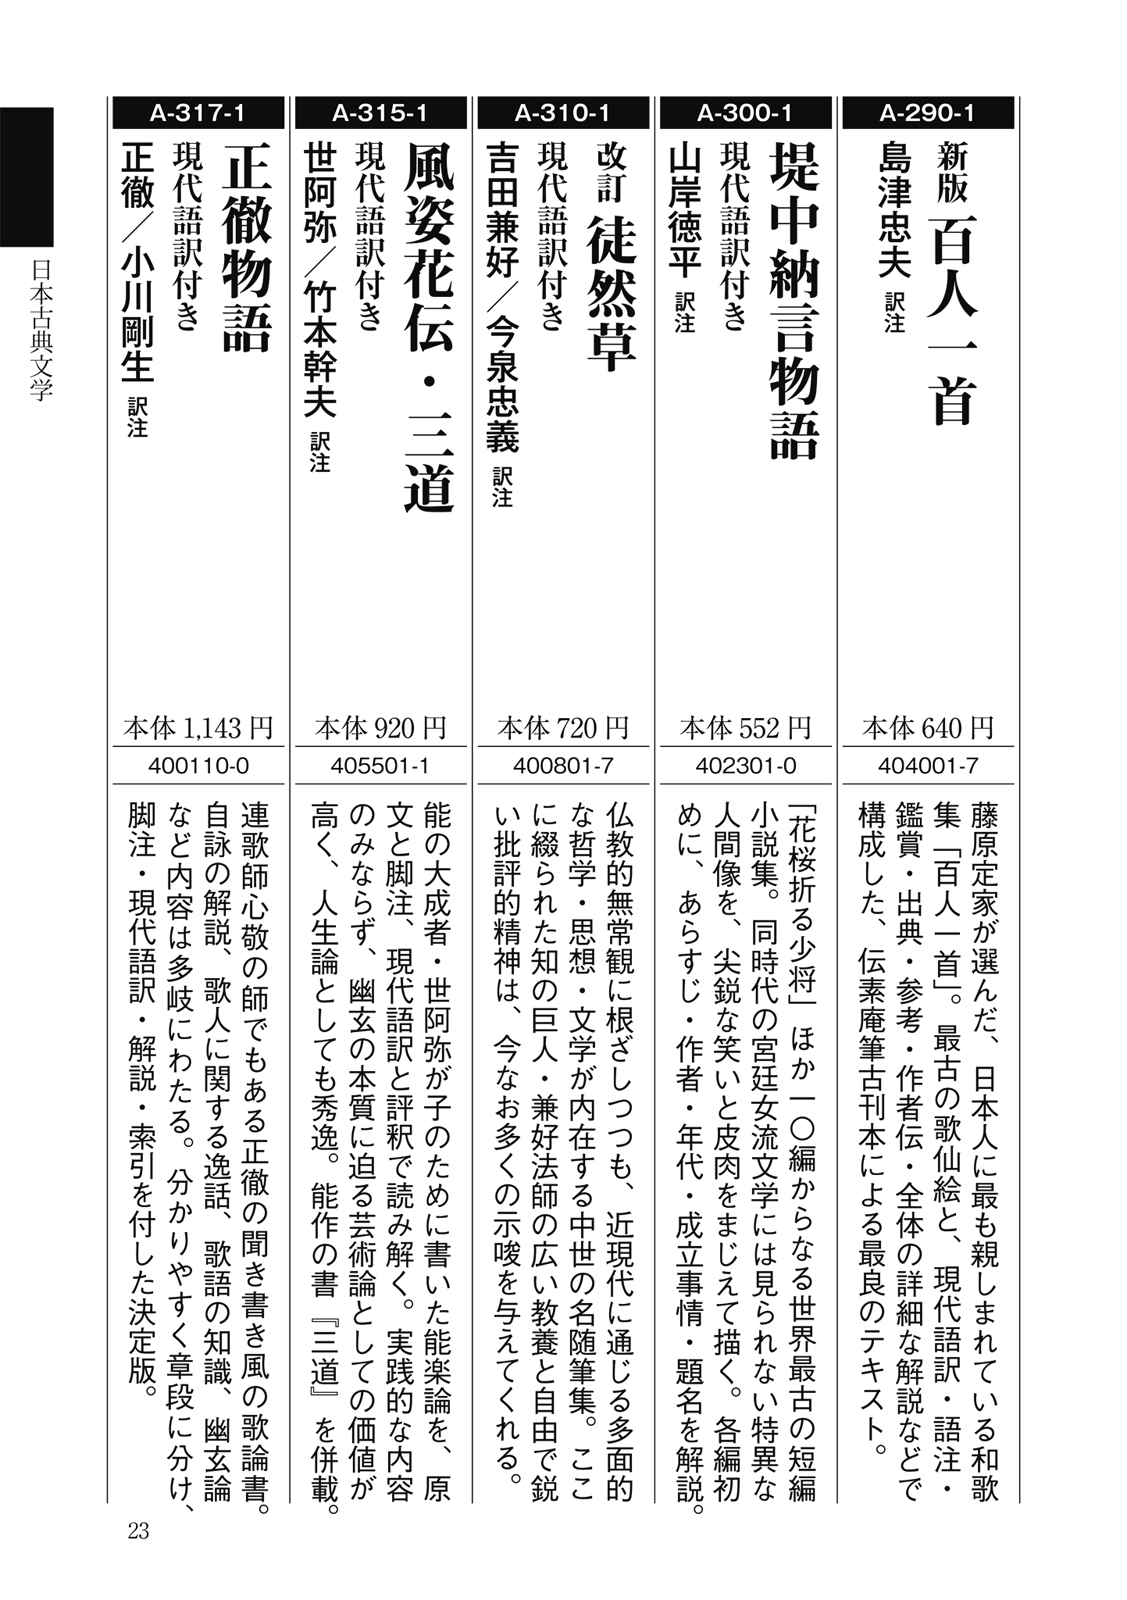 日本古典文学
A-290-1
新版 百人一首
島津忠夫 訳注
本体 640 円
404001-7
藤原定家が選んだ、日本人に最も親しまれている和歌
集「百人一首」。最古の歌仙絵と、現代語訳・語注・
鑑賞・出典・参考・作者伝・全体の詳細な解説などで
構成した、伝素庵筆古刊本による最良のテキスト。
A-300-1
堤中納言物語
現代語訳付き
山岸徳平 訳注
本体 552 円
402301-0
「花桜折る少将」ほか一〇編からなる世界最古の短編
小説集。同時代の宮廷女流文学には見られない特異な
人間像を、尖鋭な笑いと皮肉をまじえて描く。各編初
めに、あらすじ・作者・年代・成立事情・題名を解説。
A-310-1
改訂 徒然草
現代語訳付き
吉田兼好／今泉忠義 訳注
本体 720 円
400801-7
仏教的無常観に根ざしつつも、近現代に通じる多面的
な哲学・思想・文学が内在する中世の名随筆集。ここ
に綴られた知の巨人・兼好法師の広い教養と自由で鋭
い批評的精神は、今なお多くの示唆を与えてくれる。
A-315-1
風姿花伝・三道
現代語訳付き
世阿弥／竹本幹夫 訳注
本体 920 円
405501-1
能の大成者・世阿弥が子のために書いた能楽論を、原
文と脚注、現代語訳と評釈で読み解く。実践的な内容
のみならず、幽玄の本質に迫る芸術論としての価値が
高く、人生論としても秀逸。能作の書『三道』を併載。
A-317-1
正徹物語
現代語訳付き
正徹／小川剛生 訳注
本体 1,143 円
400110-0
連歌師心敬の師でもある正徹の聞き書き風の歌論書。
自詠の解説、歌人に関する逸話、歌語の知識、幽玄論
など内容は多岐にわたる。分かりやすく章段に分け、
脚注・現代語訳・解説・索引を付した決定版。
23